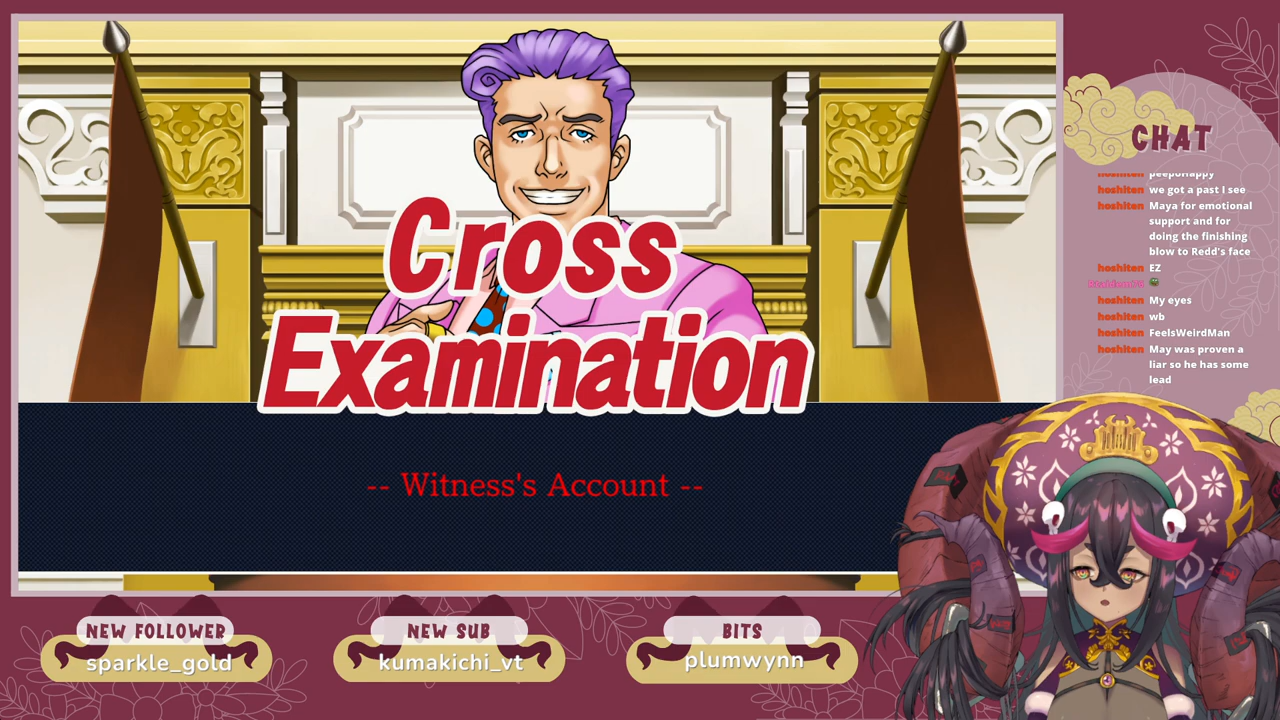 Cross
Examination
-- Witness's Account --
CHAT
hoshiten peepoHappy
hoshiten we got a past I see
hoshiten Maya for emotional
support and for
doing the finishing
blow to Redd's face
hoshiten EZ
hoshiten My eyes
hoshiten wb
hoshiten FeelsWeirdMan
hoshiten May was proven a
liar so he has some
lead
NEW FOLLOWER
sparkle_gold
NEW SUB
kumakichi_vt
BITS
plumwynn